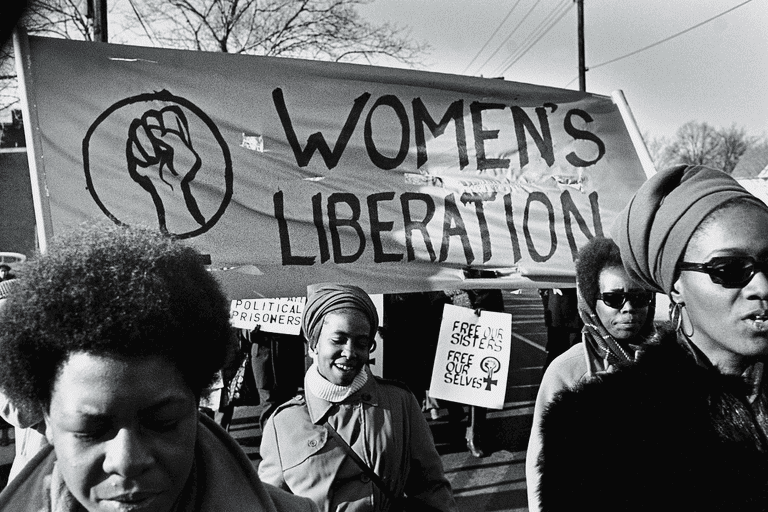 WOMEN'S
LIBERATION
POLITICAL
PRISONERS
FREE OUR
SISTERS
FREE
OUR
SELVES